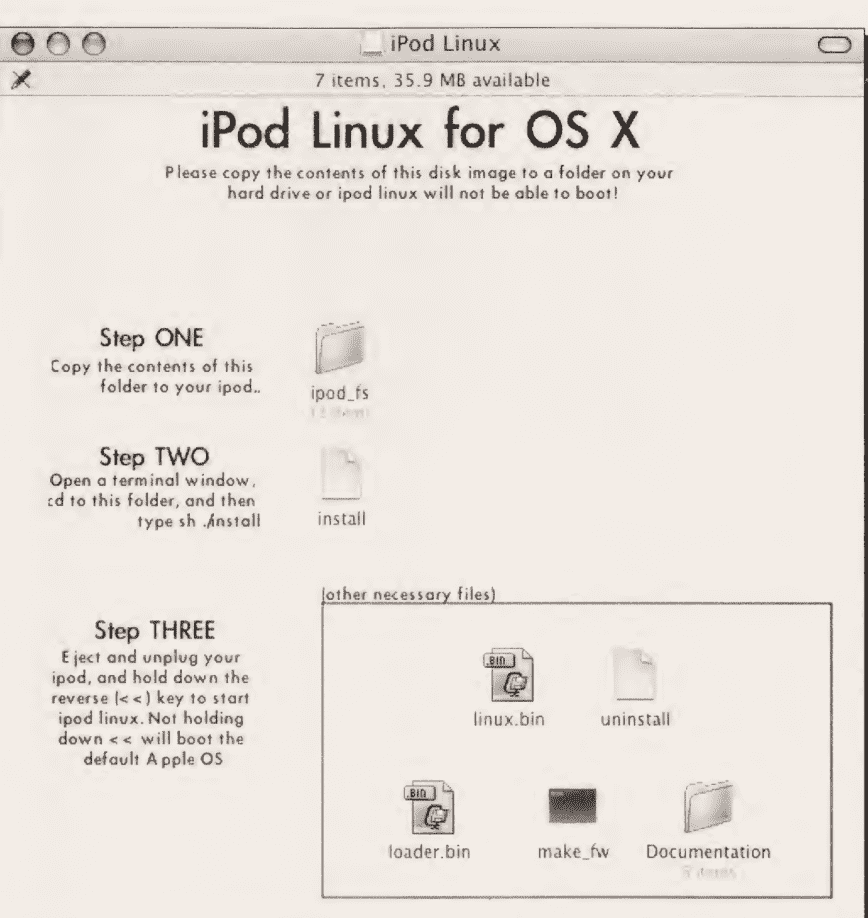 iPod Linux
7 items, 35.9 MB available
iPod Linux for OS X
Please copy the contents of this disk image to a folder on your
hard drive or ipod linux will not be able to boot!
Step ONE
Copy the contents of this
folder to your ipod..
ipod_fs
Step TWO
Open a terminal window,
cd to this folder, and then
type sh ./install
install
(other necessary files)
Step THREE
Eject and unplug your
ipod, and hold down the
reverse (<<) key to start
ipod linux. Not holding
down << will boot the
default Apple OS
.BIN
linux.bin
uninstall
.BIN
loader.bin
make_fw
Documentation
5 items